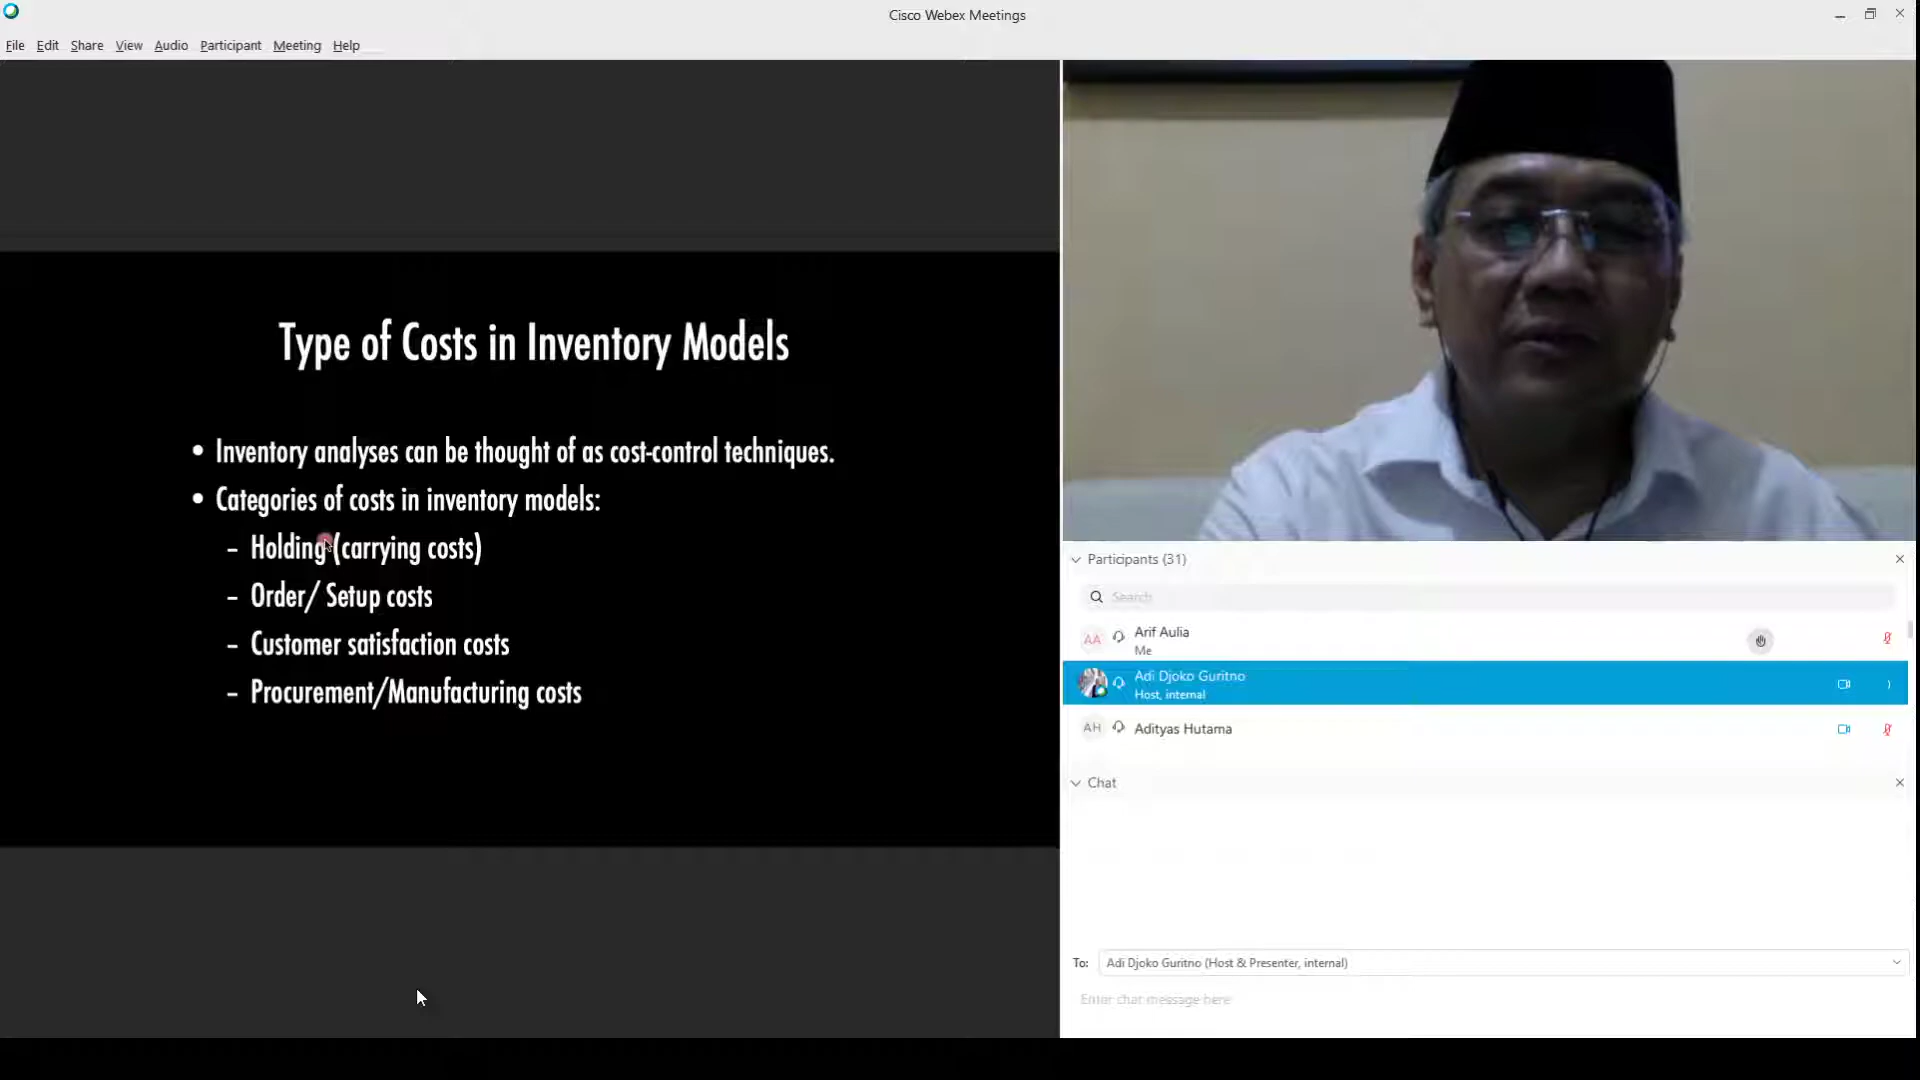 Cisco Webex Meetings
File Edit Share View Audio Participant Meeting Help
Type of Costs in Inventory Models
• Inventory analyses can be thought of as cost-control techniques.
• Categories of costs in inventory models:
– Holding (carrying costs)
– Order/ Setup costs
– Customer satisfaction costs
– Procurement/Manufacturing costs
Participants (31)
Search
AA Arif Aulia
Me
Adi Djoko Guritno
Host, internal
AH Adityas Hutama
Chat
To: Adi Djoko Guritno (Host & Presenter, internal)
Enter chat message here